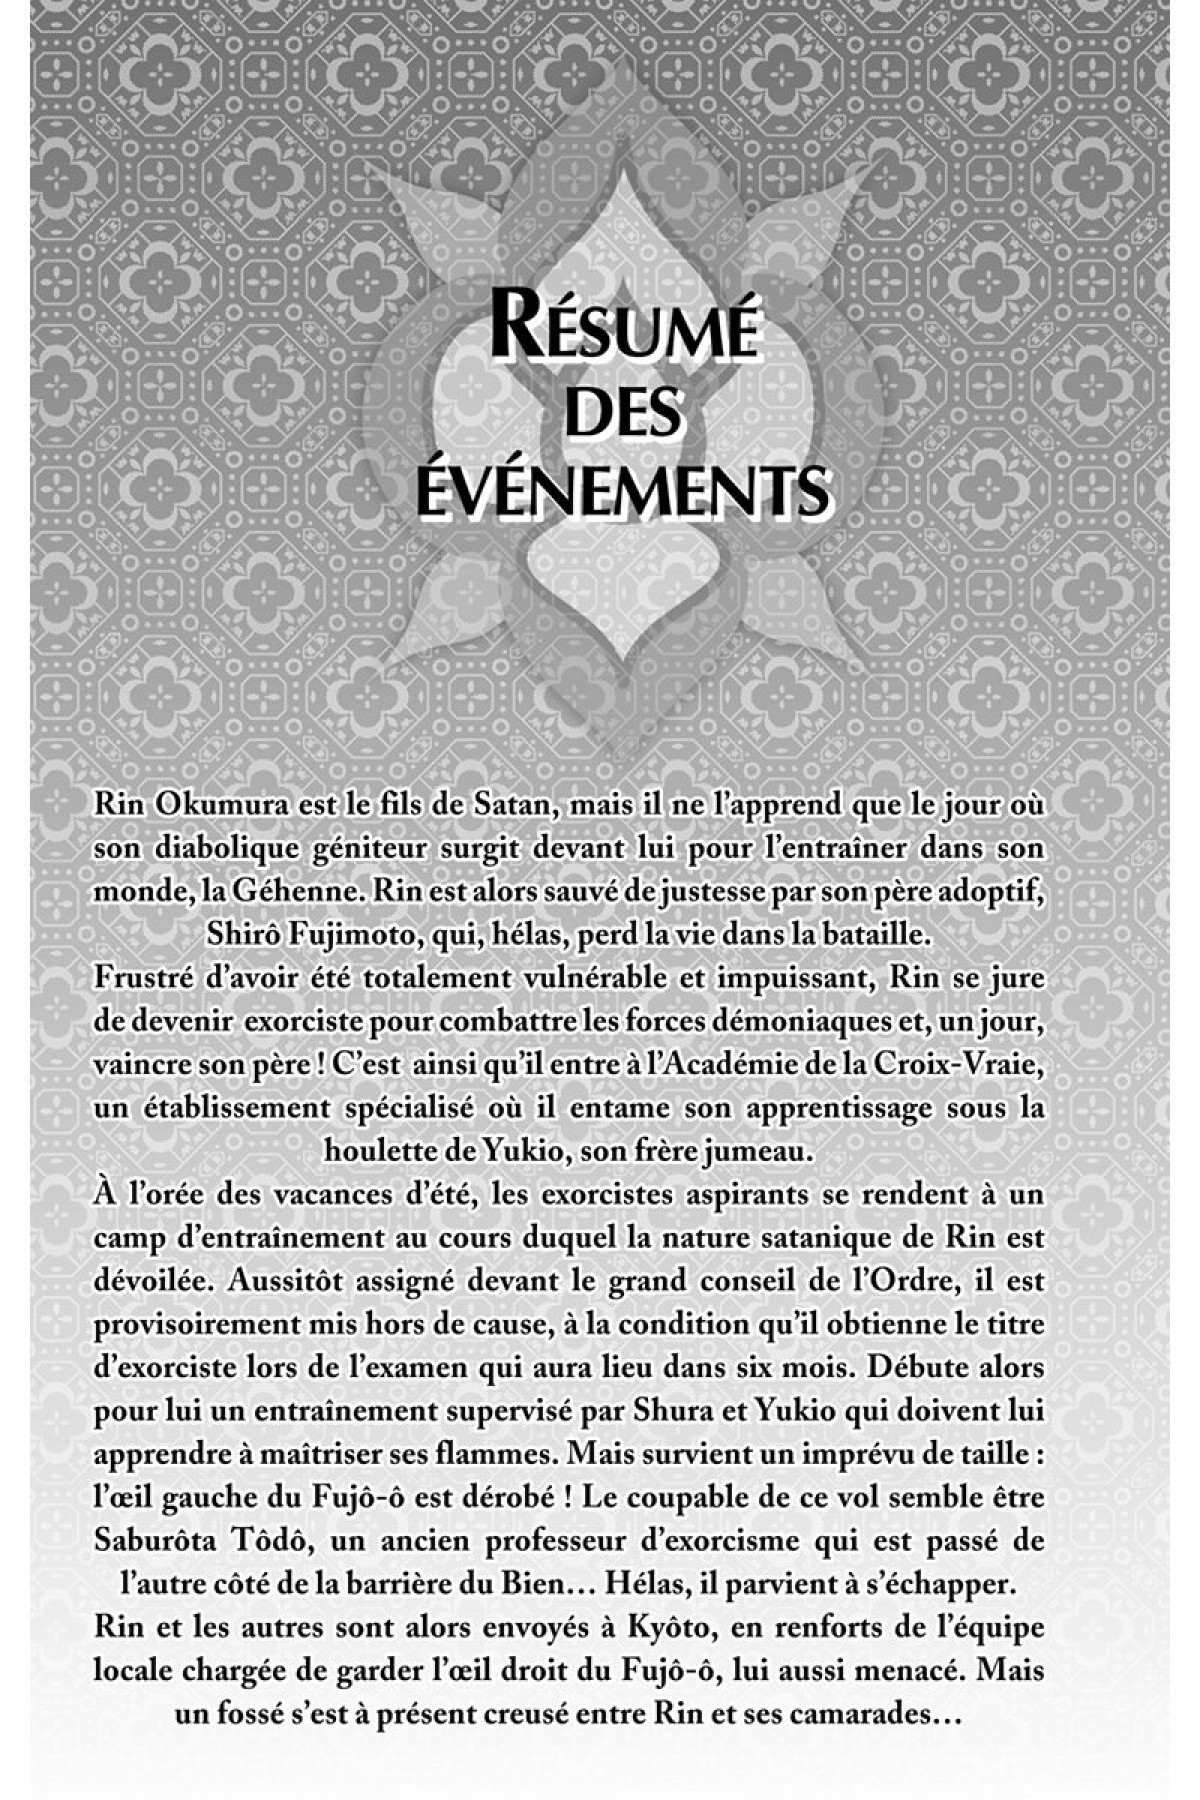 RÉSUMÉ
DES
ÉVÉNEMENTS
Rin Okumura est le fils de Satan, mais il ne l’apprend que le jour où
son diabolique géniteur surgit devant lui pour l’entraîner dans son
monde, la Géhenne. Rin est alors sauvé de justesse par son père adoptif,
Shirô Fujimoto, qui, hélas, perd la vie dans la bataille.
Frustré d’avoir été totalement vulnérable et impuissant, Rin se jure
de devenir exorciste pour combattre les forces démoniaques et, un jour,
vaincre son père ! C’est ainsi qu’il entre à l’Académie de la Croix-Vraie,
un établissement spécialisé où il entame son apprentissage sous la
houlette de Yukio, son frère jumeau.
À l’orée des vacances d’été, les exorcistes aspirants se rendent à un
camp d’entraînement au cours duquel la nature satanique de Rin est
dévoilée. Aussitôt assigné devant le grand conseil de l’Ordre, il est
provisoirement mis hors de cause, à la condition qu’il obtienne le titre
d’exorciste lors de l’examen qui aura lieu dans six mois. Débute alors
pour lui un entraînement supervisé par Shura et Yukio qui doivent lui
apprendre à maîtriser ses flammes. Mais survient un imprévu de taille :
l’œil gauche du Fujô-ô est dérobé ! Le coupable de ce vol semble être
Saburôta Tôdô, un ancien professeur d’exorcisme qui est passé de
l’autre côté de la barrière du Bien… Hélas, il parvient à s’échapper.
Rin et les autres sont alors envoyés à Kyôto, en renforts de l’équipe
locale chargée de garder l’œil droit du Fujô-ô, lui aussi menacé. Mais
un fossé s’est à présent creusé entre Rin et ses camarades…